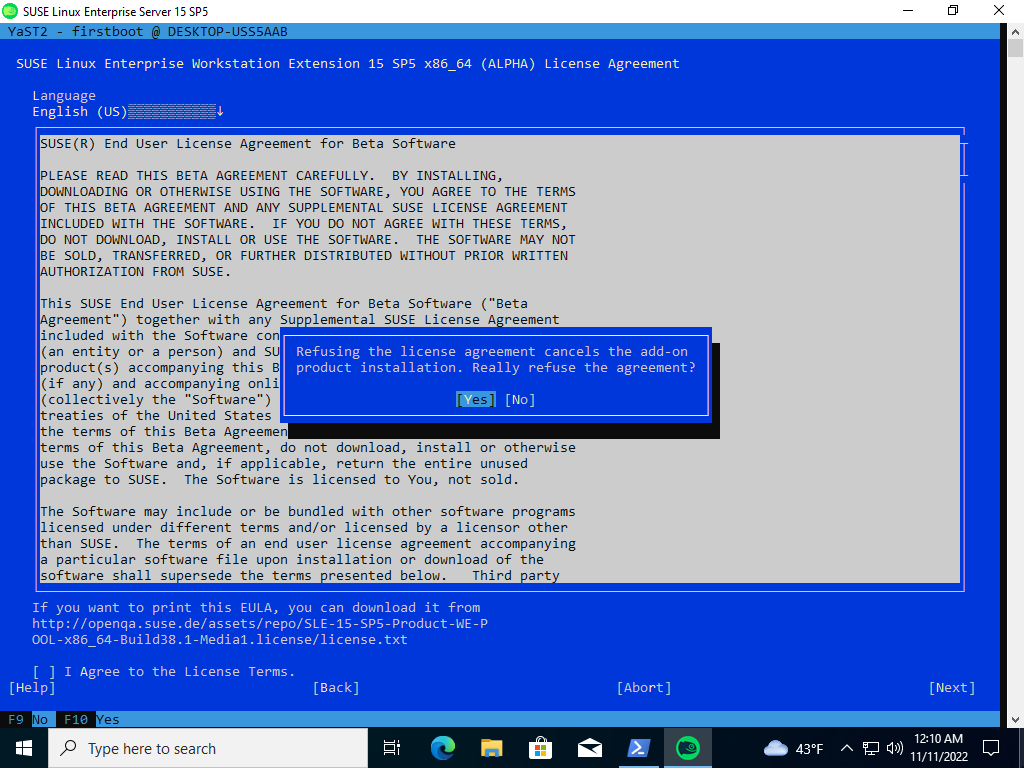 SUSE Linux Enterprise Server 15 SP5
YaST2 - firstboot @ DESKTOP-USS5AAB
SUSE Linux Enterprise Workstation Extension 15 SP5 x86_64 (ALPHA) License Agreement
Language
English (US)
SUSE(R) End User License Agreement for Beta Software
PLEASE READ THIS BETA AGREEMENT CAREFULLY.  BY INSTALLING,
DOWNLOADING OR OTHERWISE USING THE SOFTWARE, YOU AGREE TO THE TERMS
OF THIS BETA AGREEMENT AND ANY SUPPLEMENTAL SUSE LICENSE AGREEMENT
INCLUDED WITH THE SOFTWARE.  IF YOU DO NOT AGREE WITH THESE TERMS,
DO NOT DOWNLOAD, INSTALL OR USE THE SOFTWARE.  THE SOFTWARE MAY NOT
BE SOLD, TRANSFERRED, OR FURTHER DISTRIBUTED WITHOUT PRIOR WRITTEN
AUTHORIZATION FROM SUSE.
This SUSE End User License Agreement for Beta Software ("Beta
Agreement") together with any Supplemental SUSE License Agreement
included with the Software con
(an entity or a person) and SU
product(s) accompanying this B
(if any) and accompanying onli
(collectively the "Software")
treaties of the United States
the terms of this Beta Agreemen
Refusing the license agreement cancels the add-on
product installation. Really refuse the agreement?
[Yes] [No]
terms of this Beta Agreement, do not download, install or otherwise
use the Software and, if applicable, return the entire unused
package to SUSE.  The Software is licensed to You, not sold.
The Software may include or be bundled with other software programs
licensed under different terms and/or licensed by a licensor other
than SUSE.  The terms of an end user license agreement accompanying
a particular software file upon installation or download of the
software shall supersede the terms presented below.   Third party
If you want to print this EULA, you can download it from
http://openqa.suse.de/assets/repo/SLE-15-SP5-Product-WE-P
OOL-x86_64-Build38.1-Media1.license/license.txt
[ ] I Agree to the License Terms.
[Help] [Back] [Abort] [Next]
F9 No F10 Yes
Type here to search
43°F
12:10 AM
11/11/2022